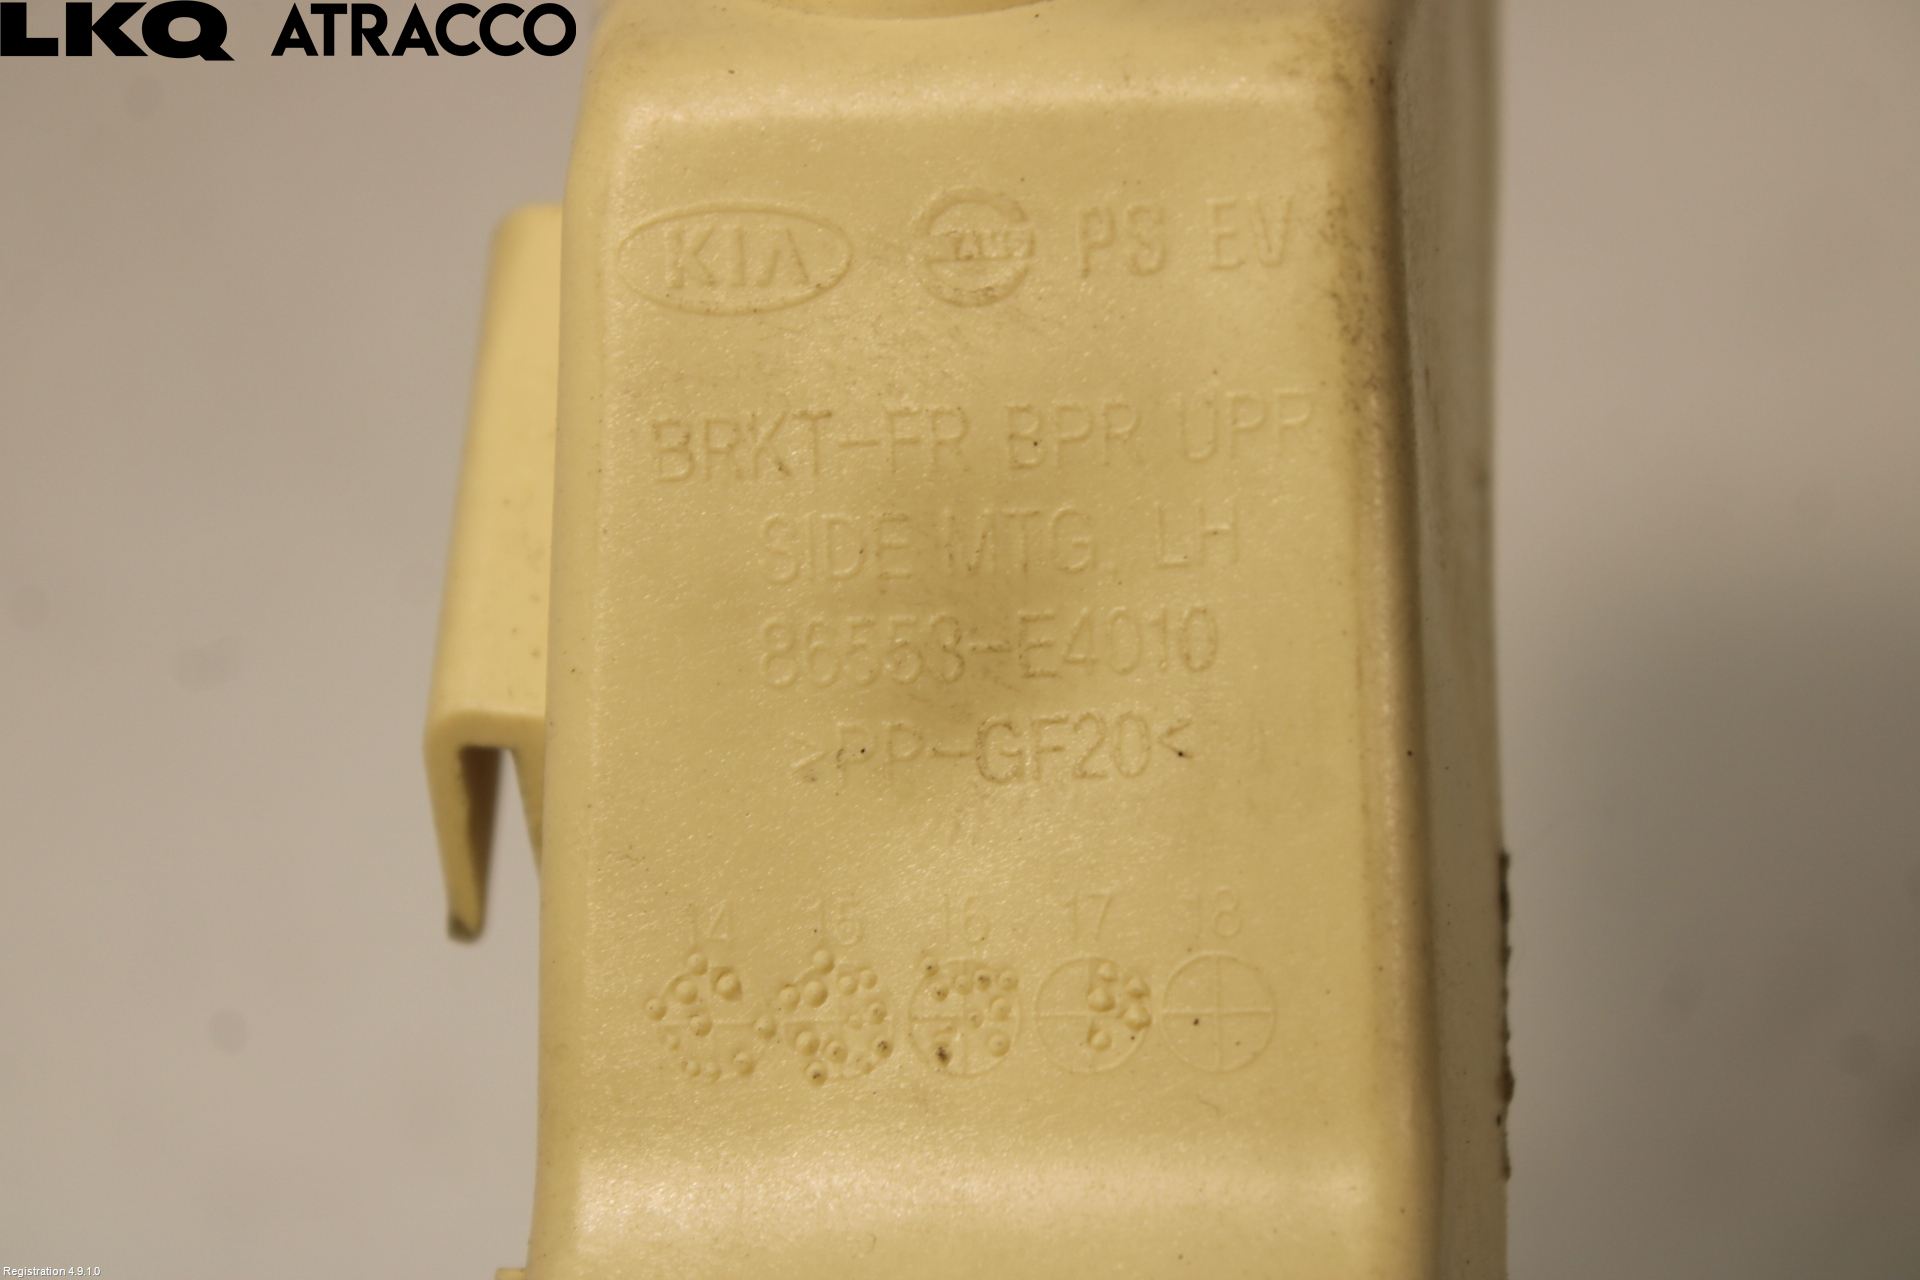 LKQ ATRACCO
KIA PS EV
BRKT-FR BPR UPR
SIDE MTG. LH
86553-E4010
>PP-GF20<
14 15 16 17 18
Registration 4.9.1.0